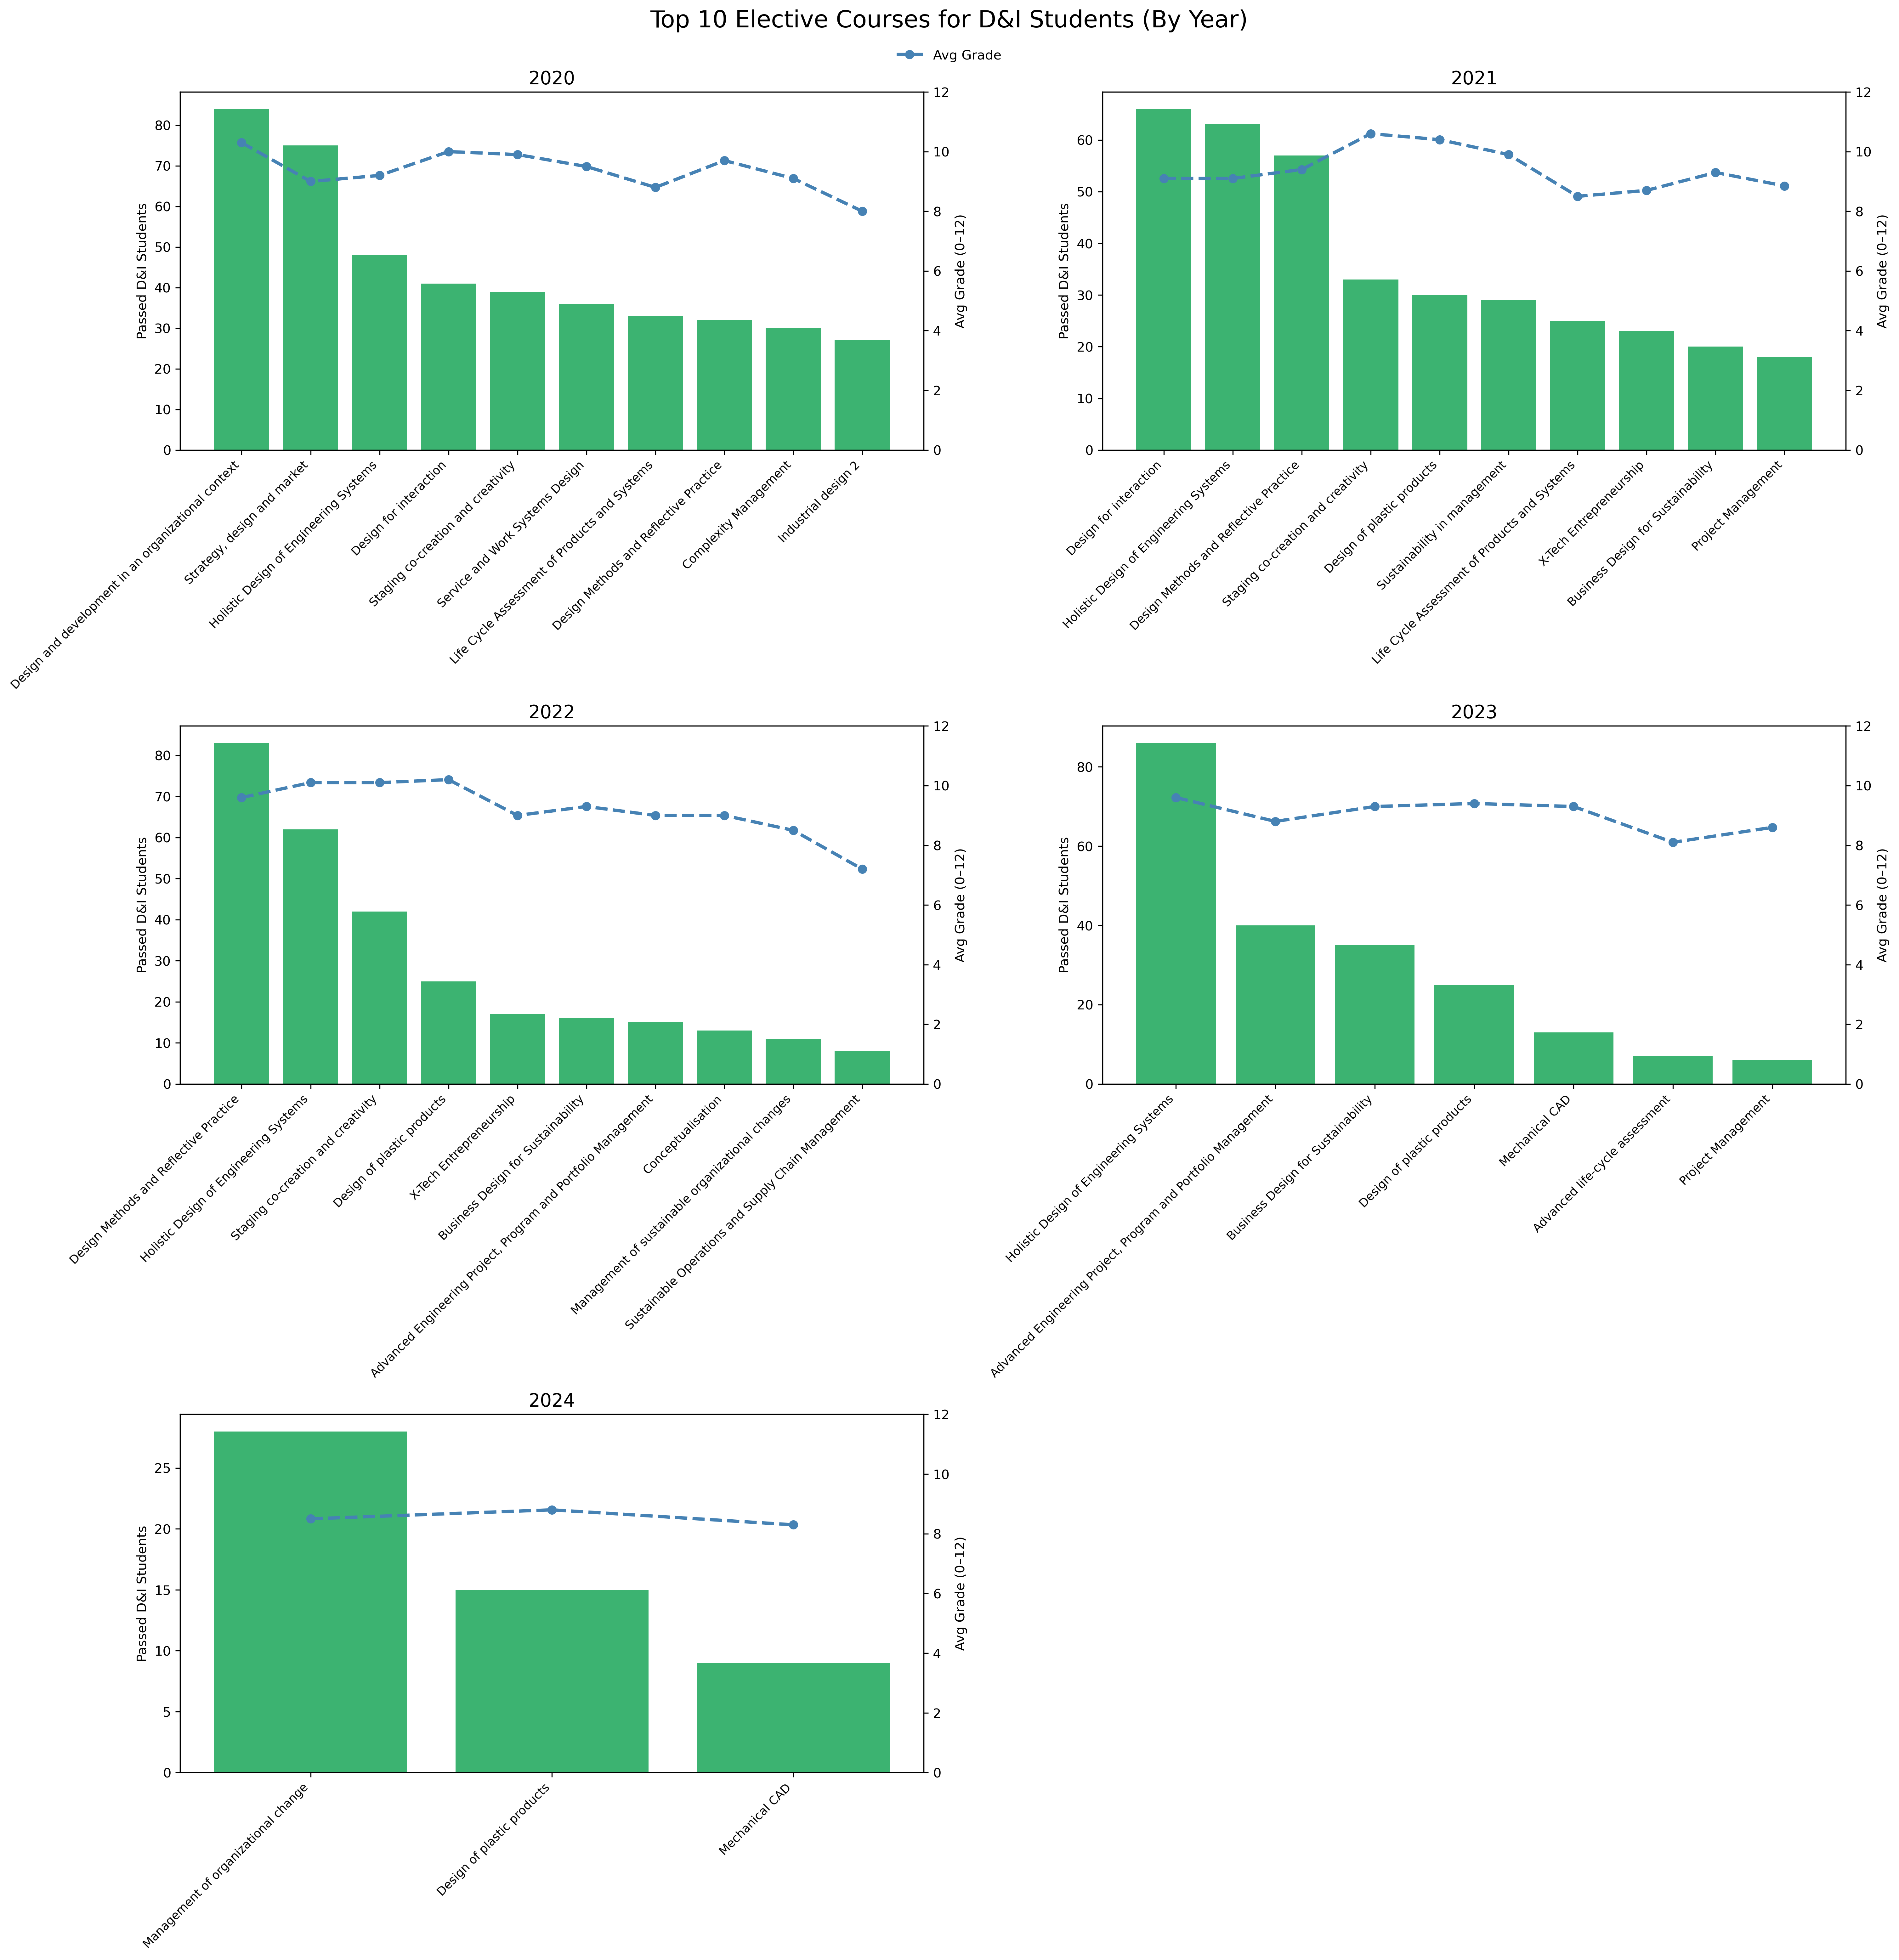 Top 10 Elective Courses for D&I Students (By Year)
Avg Grade
2020
Passed D&I Students
0
10
20
30
40
50
60
70
80
Avg Grade (0–12)
0
2
4
6
8
10
12
Design and development in an organizational context
Strategy, design and market
Holistic Design of Engineering Systems
Design for interaction
Staging co-creation and creativity
Service and Work Systems Design
Life Cycle Assessment of Products and Systems
Design Methods and Reflective Practice
Complexity Management
Industrial design 2
2021
Passed D&I Students
0
10
20
30
40
50
60
Avg Grade (0–12)
0
2
4
6
8
10
12
Design for interaction
Holistic Design of Engineering Systems
Design Methods and Reflective Practice
Staging co-creation and creativity
Design of plastic products
Sustainability in management
Life Cycle Assessment of Products and Systems
X-Tech Entrepreneurship
Business Design for Sustainability
Project Management
2022
Passed D&I Students
0
10
20
30
40
50
60
70
80
Avg Grade (0–12)
0
2
4
6
8
10
12
Design Methods and Reflective Practice
Holistic Design of Engineering Systems
Staging co-creation and creativity
Design of plastic products
X-Tech Entrepreneurship
Business Design for Sustainability
Advanced Engineering Project, Program and Portfolio Management
Conceptualisation
Management of sustainable organizational changes
Sustainable Operations and Supply Chain Management
2023
Passed D&I Students
0
20
40
60
80
Avg Grade (0–12)
0
2
4
6
8
10
12
Holistic Design of Engineering Systems
Advanced Engineering Project, Program and Portfolio Management
Business Design for Sustainability
Design of plastic products
Mechanical CAD
Advanced life-cycle assessment
Project Management
2024
Passed D&I Students
0
5
10
15
20
25
Avg Grade (0–12)
0
2
4
6
8
10
12
Management of organizational change
Design of plastic products
Mechanical CAD